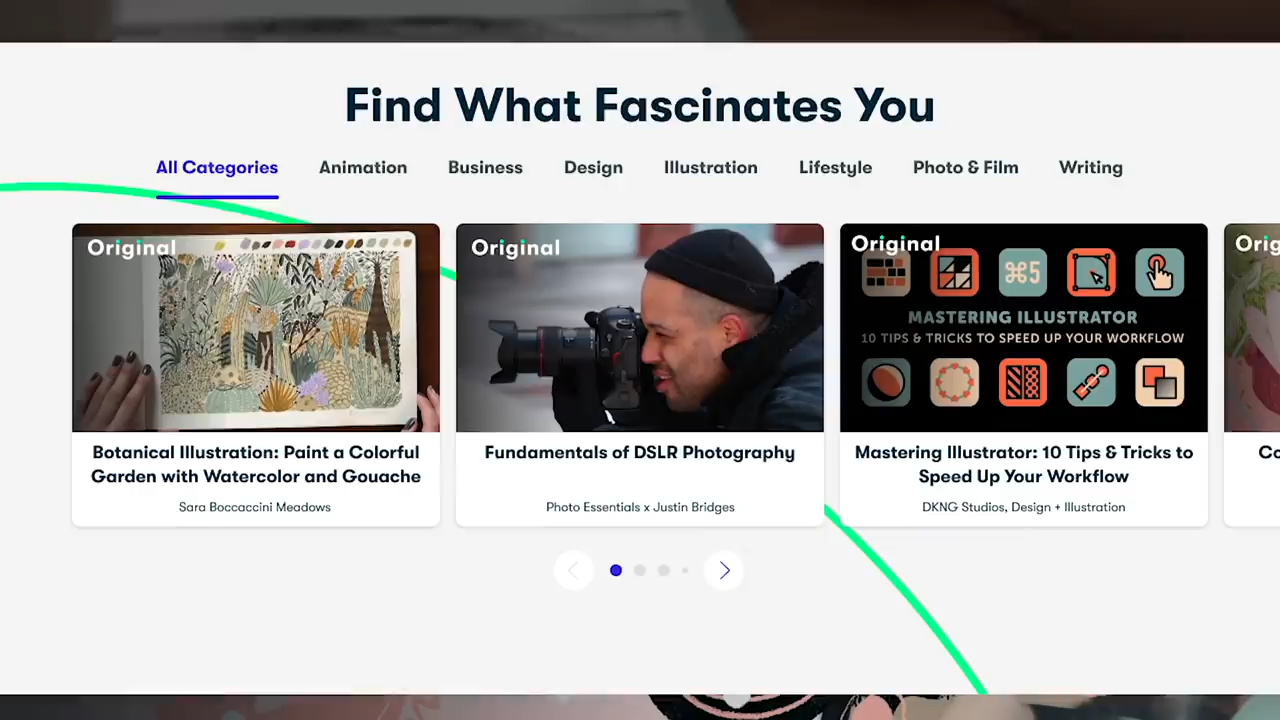 Find What Fascinates You
All Categories Animation Business Design Illustration Lifestyle Photo & Film Writing
Original
Botanical Illustration: Paint a Colorful
Garden with Watercolor and Gouache
Sara Boccaccini Meadows
Original
Fundamentals of DSLR Photography
Photo Essentials x Justin Bridges
Original
⌘5
MASTERING ILLUSTRATOR
10 TIPS & TRICKS TO SPEED UP YOUR WORKFLOW
Mastering Illustrator: 10 Tips & Tricks to
Speed Up Your Workflow
DKNG Studios, Design + Illustration
Orig
Co